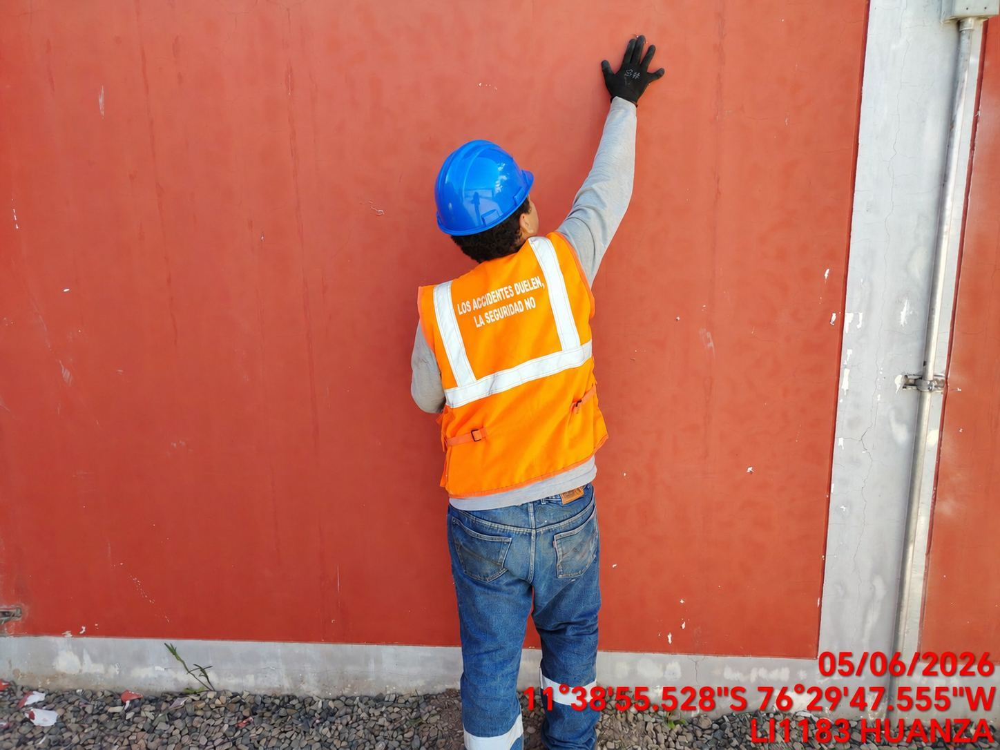 LOS ACCIDENTES DUELEN,
LA SEGURIDAD NO
05/06/2026
11°38'55.528"S 76°29'47.555"W
LI1183 HUANZA